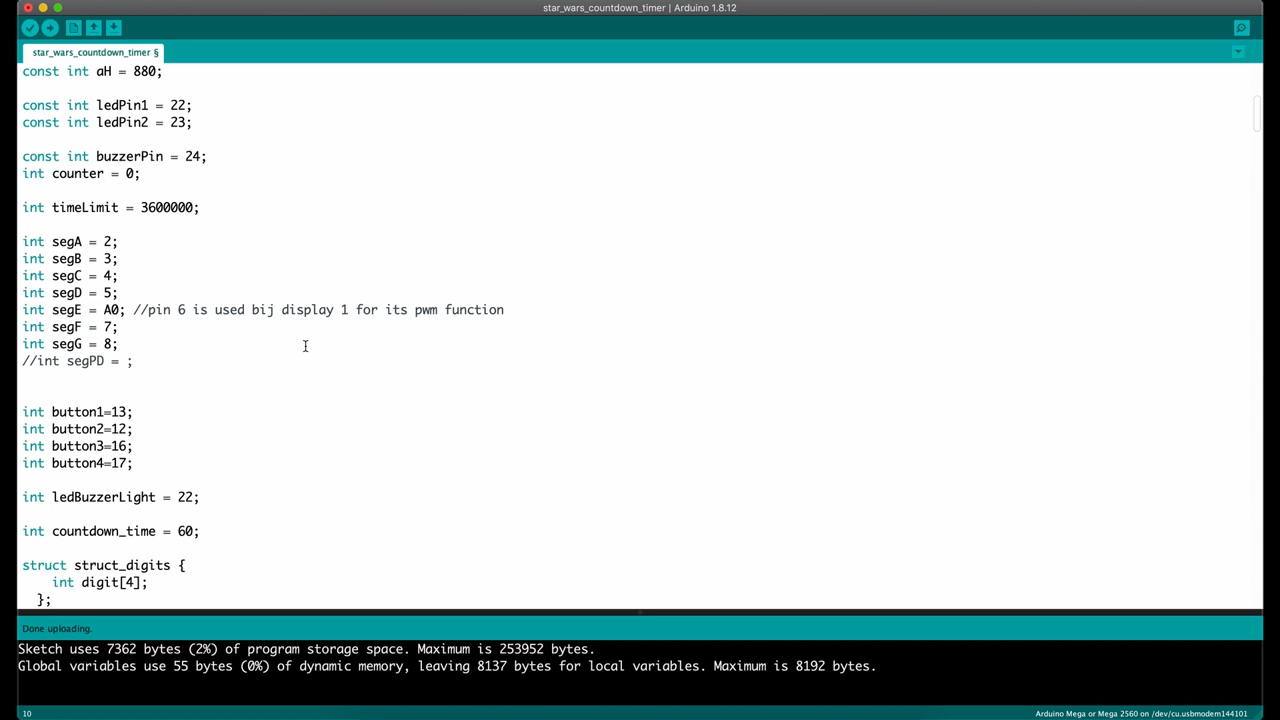 star_wars_countdown_timer | Arduino 1.8.12
star_wars_countdown_timer §
const int aH = 880;
const int ledPin1 = 22;
const int ledPin2 = 23;
const int buzzerPin = 24;
int counter = 0;
int timeLimit = 3600000;
int segA = 2;
int segB = 3;
int segC = 4;
int segD = 5;
int segE = A0; //pin 6 is used bij display 1 for its pwm function
int segF = 7;
int segG = 8;
//int segPD = ;
int button1=13;
int button2=12;
int button3=16;
int button4=17;
int ledBuzzerLight = 22;
int countdown_time = 60;
struct struct_digits {
int digit[4];
};
Done uploading.
Sketch uses 7362 bytes (2%) of program storage space. Maximum is 253952 bytes.
Global variables use 55 bytes (0%) of dynamic memory, leaving 8137 bytes for local variables. Maximum is 8192 bytes.
10
Arduino Mega or Mega 2560 on /dev/cu.usbmodem144101